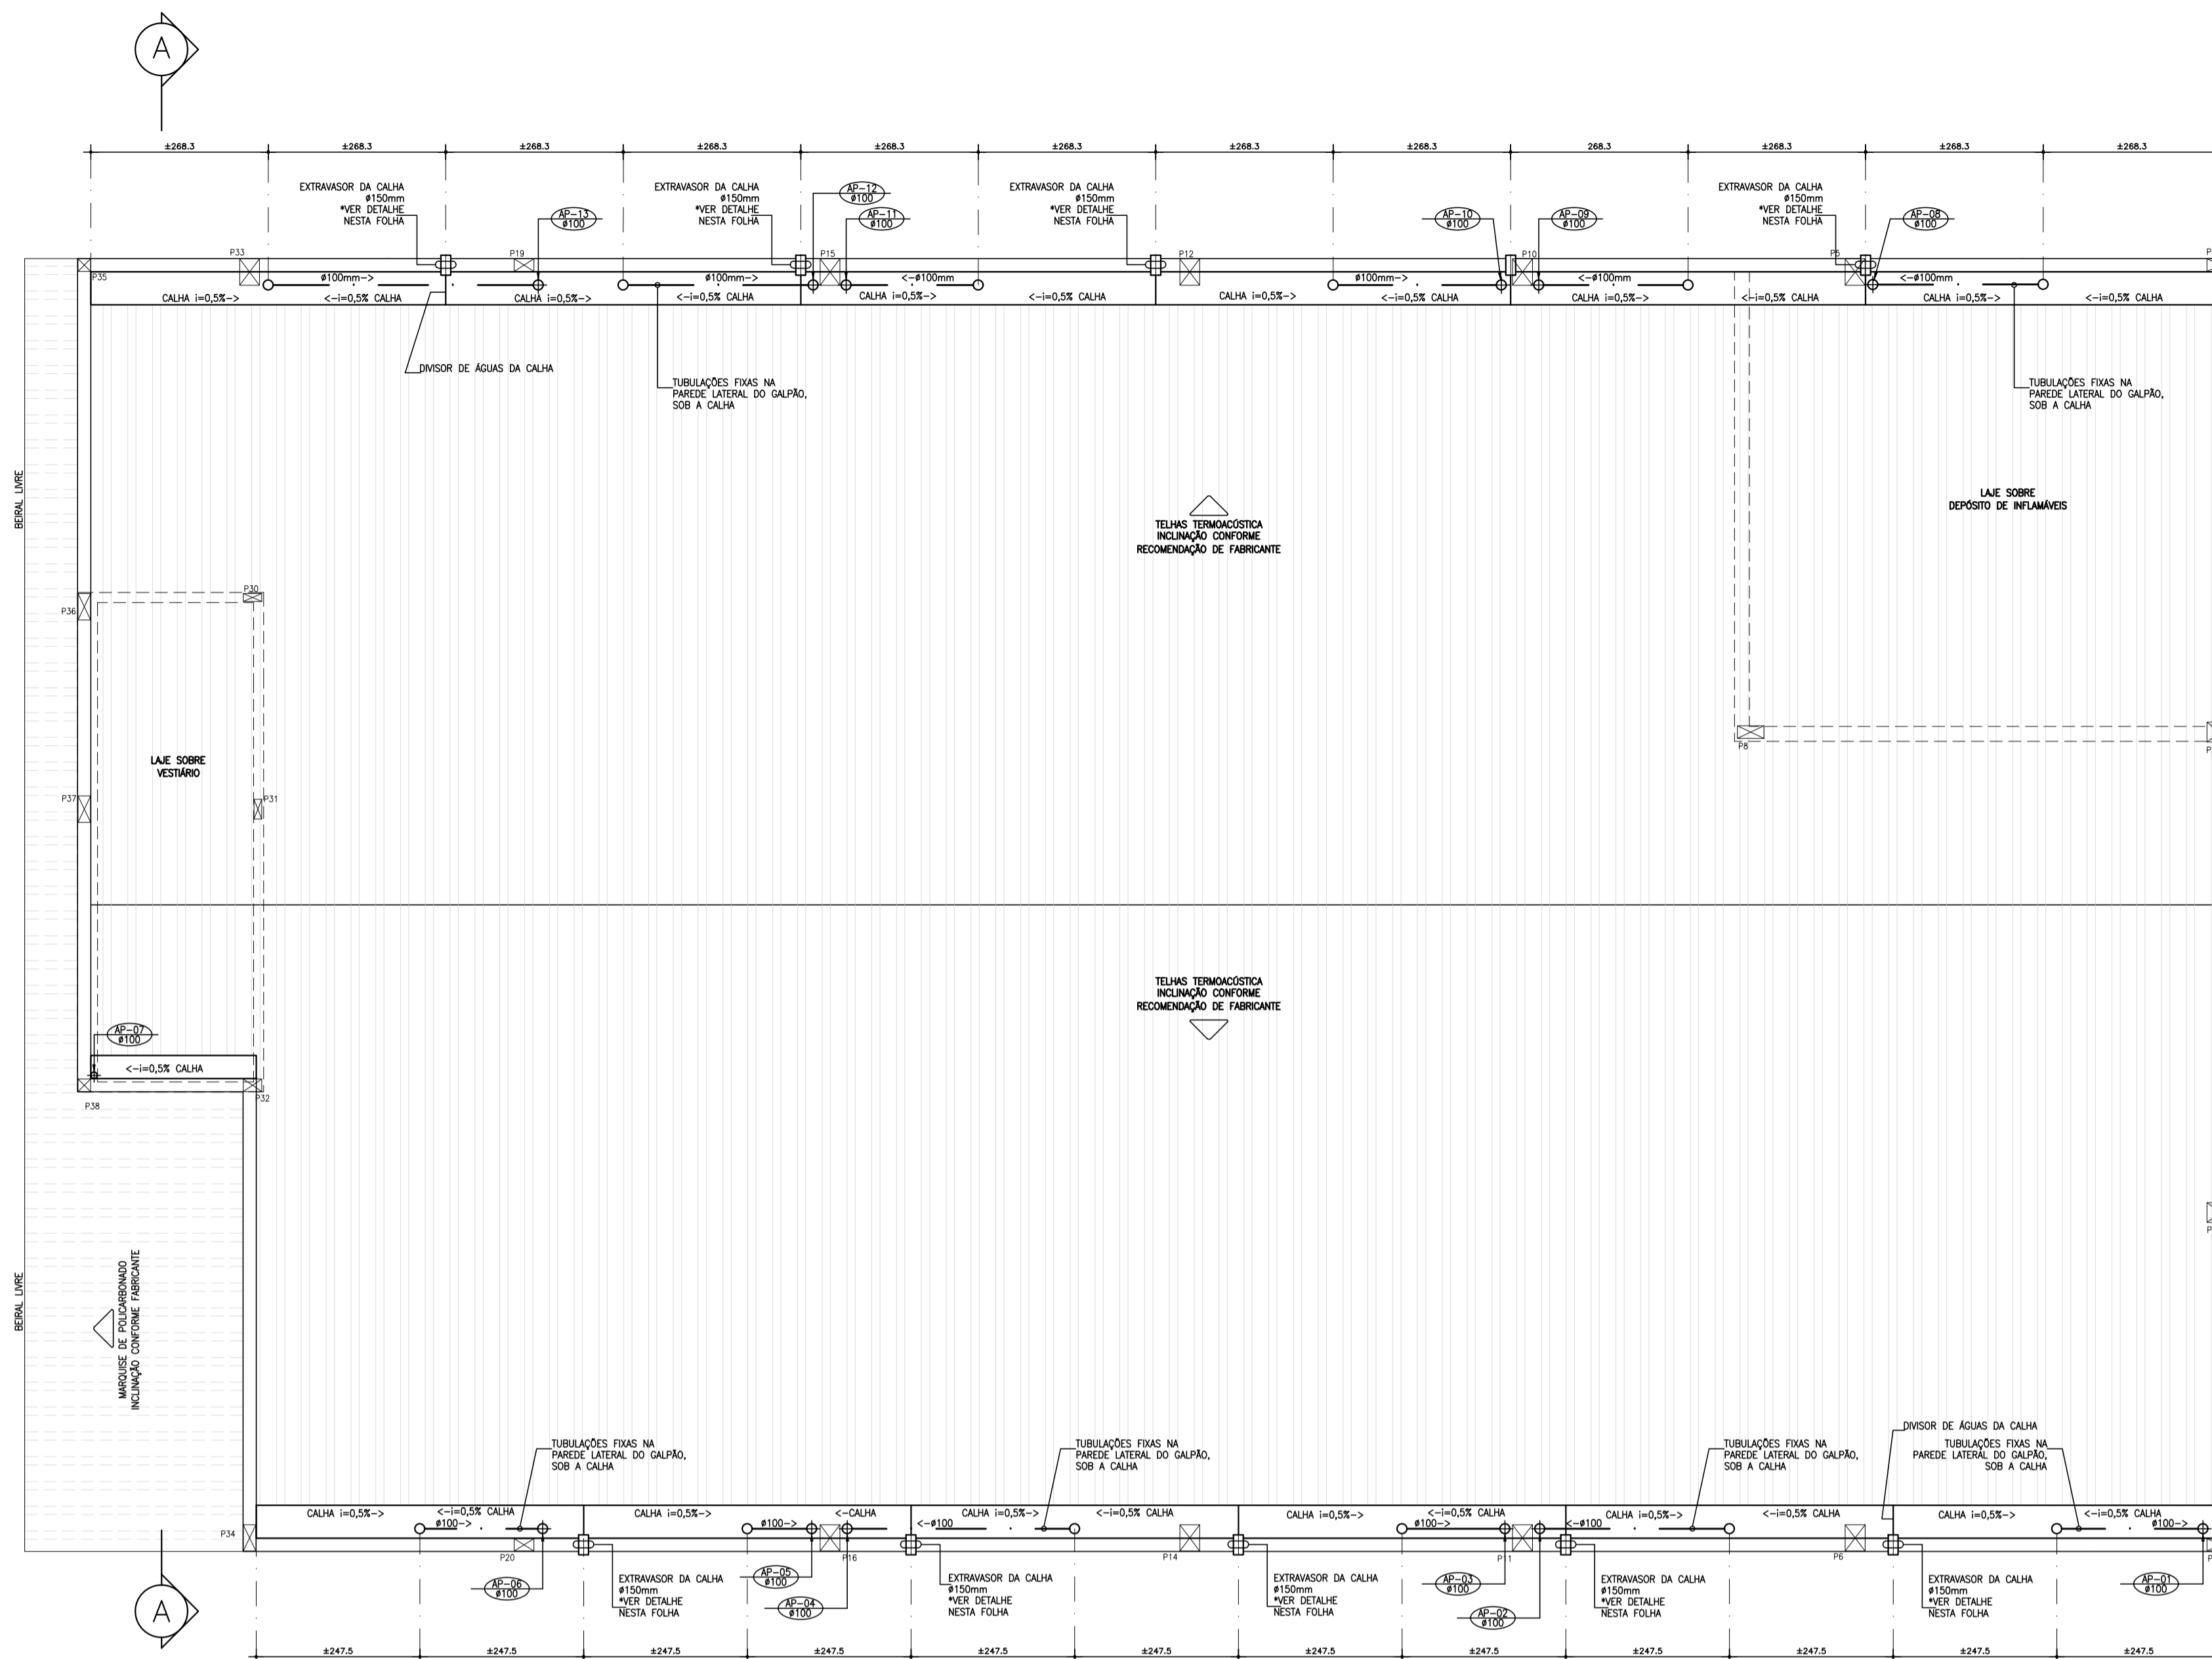 A
±268.3
±268.3
±268.3
±268.3
±268.3
±268.3
±268.3
±268.3
268.3
±268.3
±268.3
±268.3
EXTRAVASOR DA CALHA
ø150mm
*VER DETALHE
NESTA FOLHA
AP-13
ø100
EXTRAVASOR DA CALHA
ø150mm
*VER DETALHE
NESTA FOLHA
AP-12
ø100
AP-11
ø100
EXTRAVASOR DA CALHA
ø150mm
*VER DETALHE
NESTA FOLHA
AP-10
ø100
AP-09
ø100
EXTRAVASOR DA CALHA
ø150mm
*VER DETALHE
NESTA FOLHA
AP-08
ø100
P33
P19
P15
P12
P10
P5
P35
ø100mm->
ø100mm->
<-ø100mm
ø100mm->
<-ø100mm
<-ø100mm
CALHA i=0,5%->
<-i=0,5% CALHA
CALHA i=0,5%->
<-i=0,5% CALHA
CALHA i=0,5%->
<-i=0,5% CALHA
CALHA i=0,5%->
<-i=0,5% CALHA
CALHA i=0,5%->
<-i=0,5% CALHA
CALHA i=0,5%->
<-i=0,5% CALHA
DIVISOR DE ÁGUAS DA CALHA
TUBULAÇÕES FIXAS NA
PAREDE LATERAL DO GALPÃO,
SOB A CALHA
TUBULAÇÕES FIXAS NA
PAREDE LATERAL DO GALPÃO,
SOB A CALHA
BEIRAL LIVRE
TELHAS TERMOACÚSTICA
INCLINAÇÃO CONFORME
RECOMENDAÇÃO DE FABRICANTE
LAJE SOBRE
DEPÓSITO DE INFLAMÁVEIS
P30
P36
P8
LAJE SOBRE
VESTIÁRIO
P37
P31
TELHAS TERMOACÚSTICA
INCLINAÇÃO CONFORME
RECOMENDAÇÃO DE FABRICANTE
AP-07
ø100
<-i=0,5% CALHA
P38
P32
BEIRAL LIVRE
MARQUISE DE POLICARBONADO
INCLINAÇÃO CONFORME FABRICANTE
TUBULAÇÕES FIXAS NA
PAREDE LATERAL DO GALPÃO,
SOB A CALHA
TUBULAÇÕES FIXAS NA
PAREDE LATERAL DO GALPÃO,
SOB A CALHA
TUBULAÇÕES FIXAS NA
PAREDE LATERAL DO GALPÃO,
SOB A CALHA
DIVISOR DE ÁGUAS DA CALHA
TUBULAÇÕES FIXAS NA
PAREDE LATERAL DO GALPÃO,
SOB A CALHA
CALHA i=0,5%->
<-i=0,5% CALHA
CALHA i=0,5%->
<-CALHA
CALHA i=0,5%->
<-i=0,5% CALHA
CALHA i=0,5%->
<-i=0,5% CALHA
CALHA i=0,5%->
<-i=0,5% CALHA
CALHA i=0,5%->
<-i=0,5% CALHA
ø100->
ø100->
<-ø100
ø100->
<-ø100
ø100->
P34
P20
P16
P14
P11
P6
AP-06
ø100
EXTRAVASOR DA CALHA
ø150mm
*VER DETALHE
NESTA FOLHA
AP-05
ø100
AP-04
ø100
EXTRAVASOR DA CALHA
ø150mm
*VER DETALHE
NESTA FOLHA
EXTRAVASOR DA CALHA
ø150mm
*VER DETALHE
NESTA FOLHA
AP-03
ø100
AP-02
ø100
EXTRAVASOR DA CALHA
ø150mm
*VER DETALHE
NESTA FOLHA
EXTRAVASOR DA CALHA
ø150mm
*VER DETALHE
NESTA FOLHA
AP-01
ø100
A
±247.5
±247.5
±247.5
±247.5
±247.5
±247.5
±247.5
±247.5
±247.5
±247.5
±247.5
±247.5